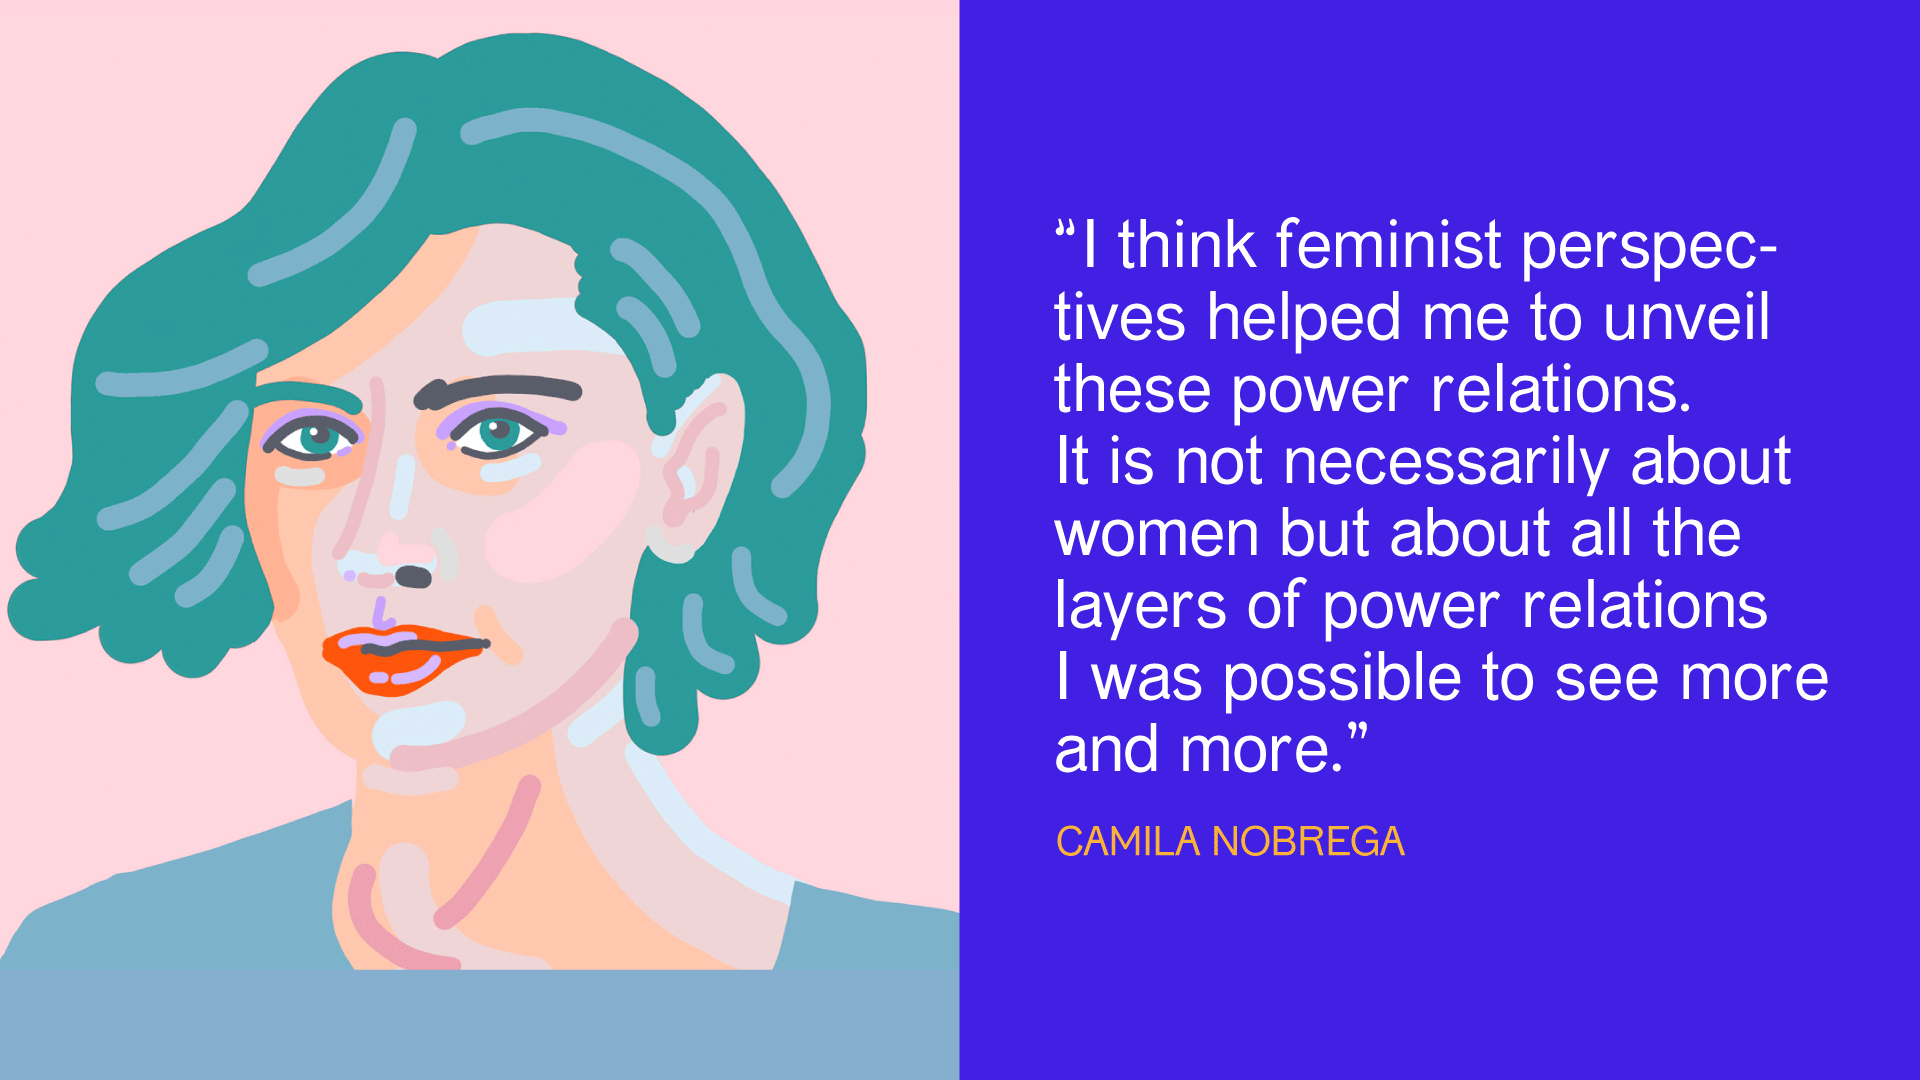 “I think feminist perspec-
tives helped me to unveil
these power relations.
It is not necessarily about
women but about all the
layers of power relations
I was possible to see more
and more.”
CAMILA NOBREGA